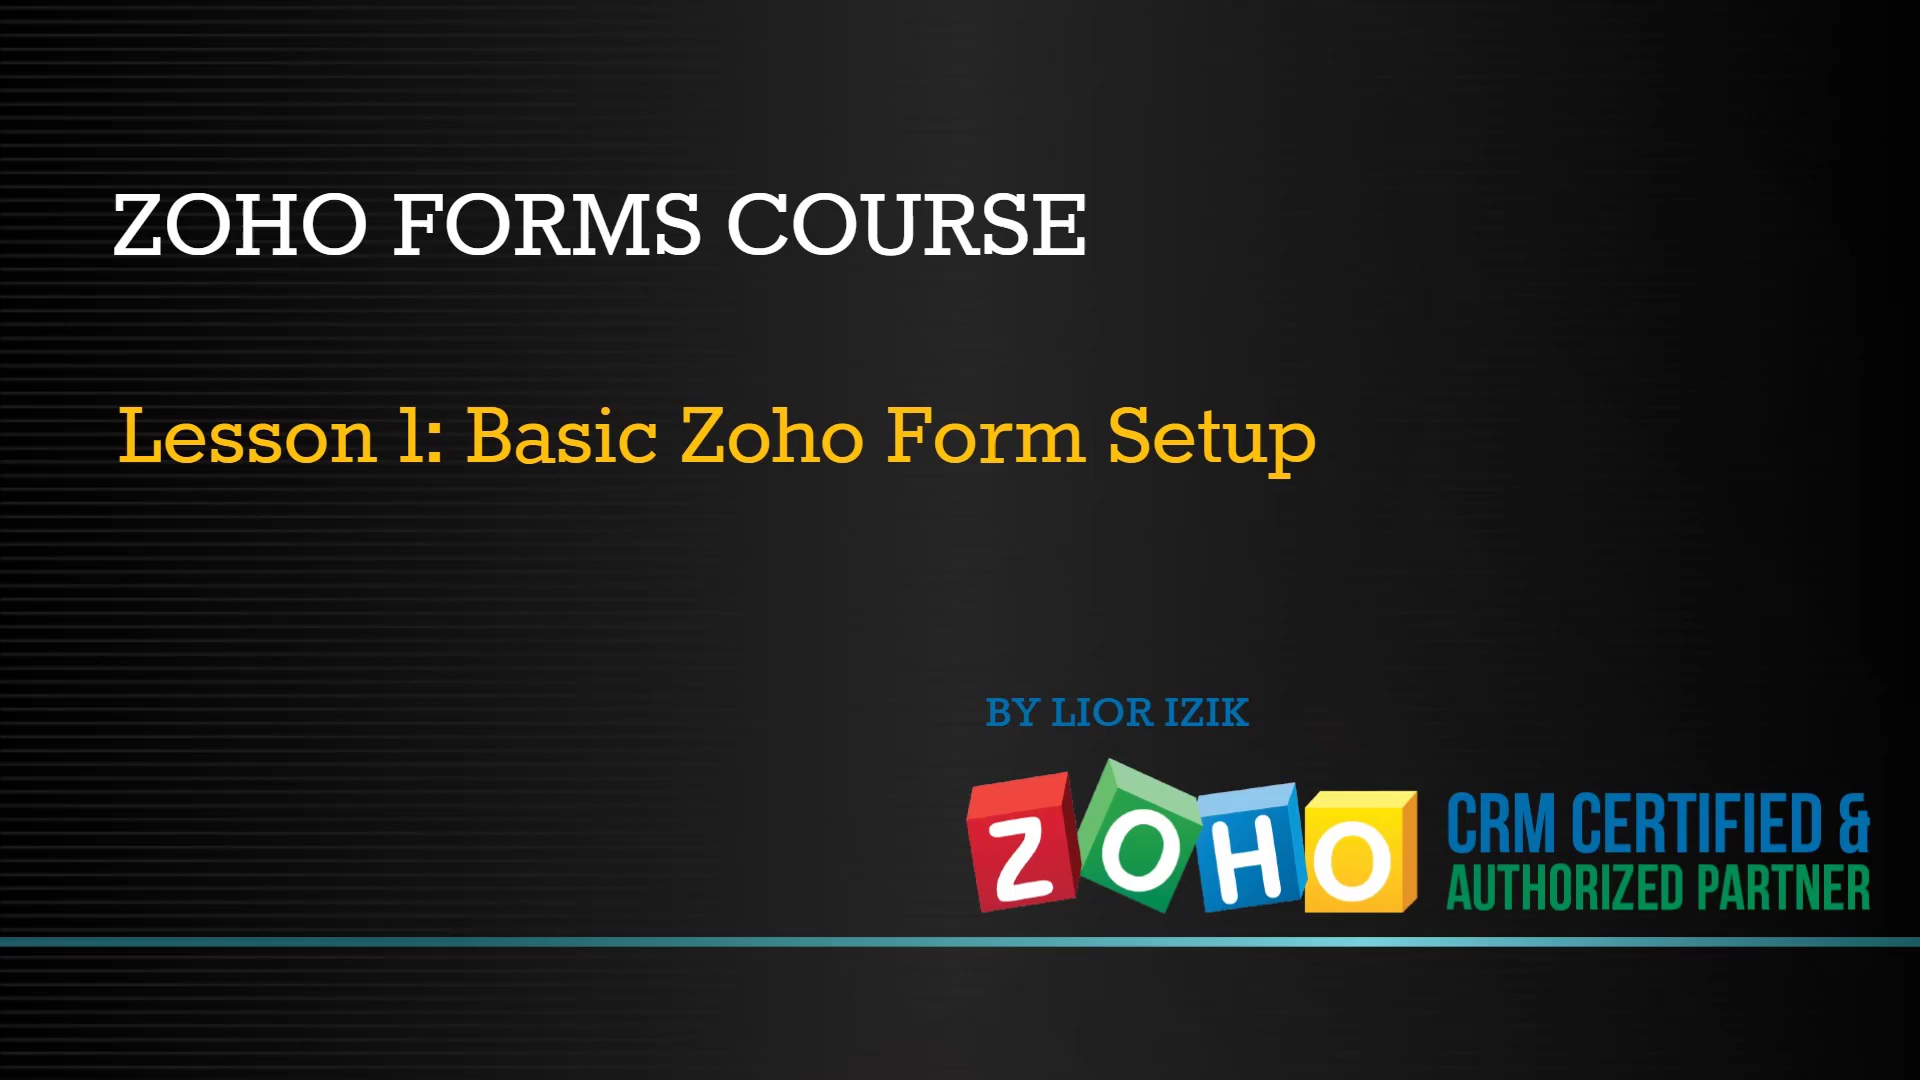 ZOHO FORMS COURSE
Lesson 1: Basic Zoho Form Setup
BY LIOR IZIK
ZOHO
CRM CERTIFIED &
AUTHORIZED PARTNER